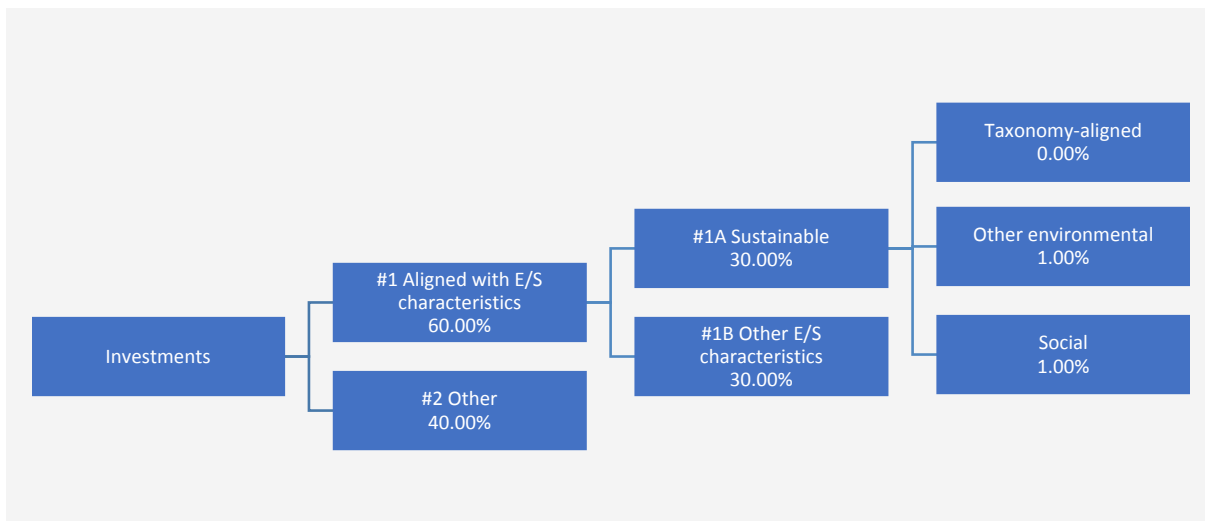 Investments
#1 Aligned with E/S
characteristics
60.00%
#2 Other
40.00%
#1A Sustainable
30.00%
#1B Other E/S
characteristics
30.00%
Taxonomy-aligned
0.00%
Other environmental
1.00%
Social
1.00%